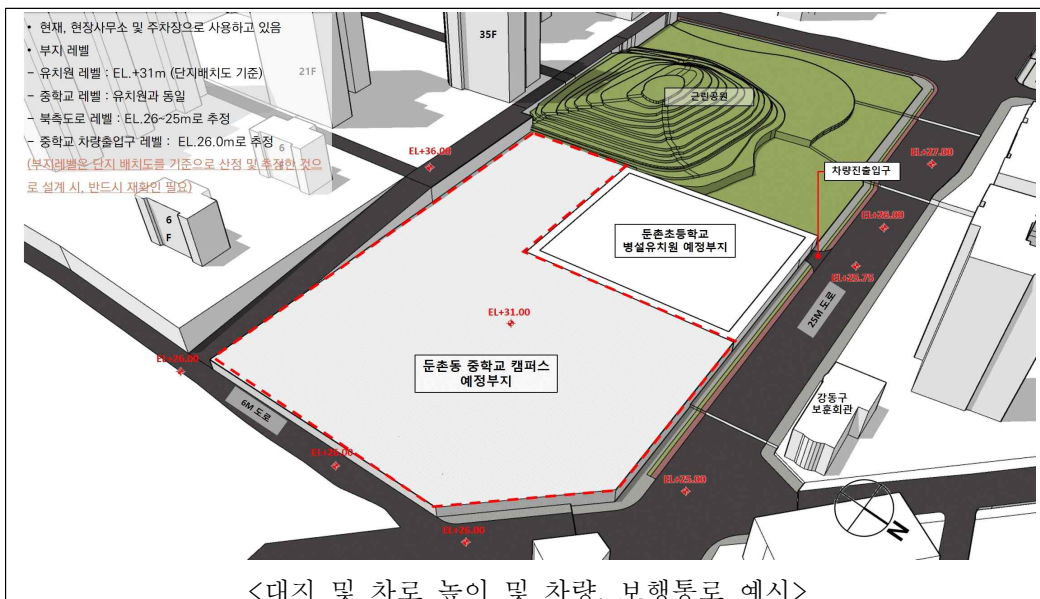 • 현재, 현장사무소 및 주차장으로 사용하고 있음
• 부지 레벨
- 유치원 레벨 : EL.+31m (단지배치도 기준)
- 중학교 레벨 : 유치원과 동일
- 북측도로 레벨 : EL.26~25m로 추정
- 중학교 차량출입구 레벨 : EL.26.0m로 추정
(부지레벨은 단지 배치도를 기준으로 산정 및 추정한 것으
로 설계 시, 반드시 재확인 필요)
35F
21F
6
6
F
근린공원
EL+36.00
EL+27.00
차량진출입구
EL+26.00
둔촌초등학교
병설유치원 예정부지
EL+25.75
25M 도로
EL+31.00
둔촌동 중학교 캠퍼스
예정부지
EL+26.00
6M 도로
강동구
보훈회관
EL+26.00
EL+25.00
EL+26.00
N
<대지 및 차로 높이 및 차량, 보행통로 예시>